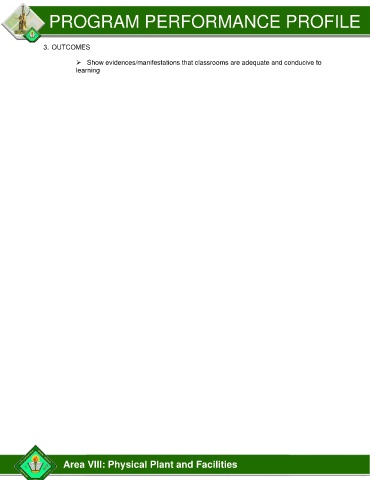 PROGRAM PERFORMANCE PROFILE
3. OUTCOMES
➢ Show evidences/manifestations that classrooms are adequate and conducive to
learning
Area VIII: Physical Plant and Facilities